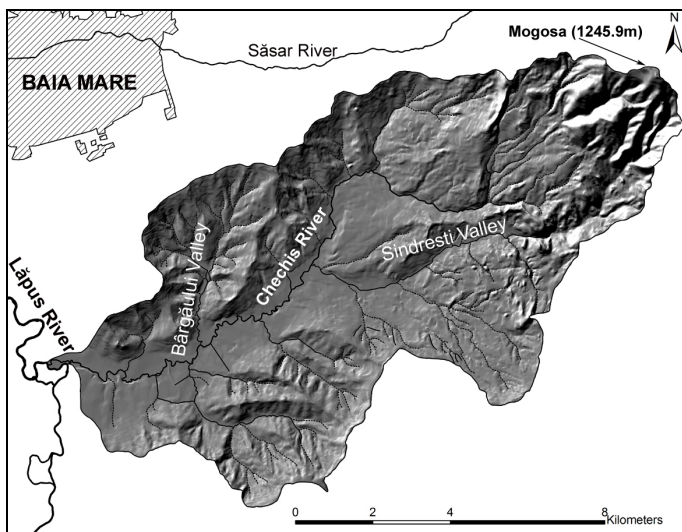 Săsar River
Mogosa (1245.9m)
N
BAIA MARE
Sindresti Valley
Chechis River
Bârgăului Valley
Lăpus River
0 2 4 8
Kilometers